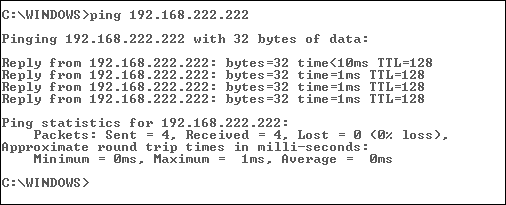 C:\WINDOWS>ping 192.168.222.222
Pinging 192.168.222.222 with 32 bytes of data:
Reply from 192.168.222.222: bytes=32 time<10ms TTL=128
Reply from 192.168.222.222: bytes=32 time=1ms TTL=128
Reply from 192.168.222.222: bytes=32 time=1ms TTL=128
Reply from 192.168.222.222: bytes=32 time=1ms TTL=128
Ping statistics for 192.168.222.222:
    Packets: Sent = 4, Received = 4, Lost = 0 (0% loss),
Approximate round trip times in milli-seconds:
    Minimum = 0ms, Maximum =  1ms, Average =  0ms
C:\WINDOWS>